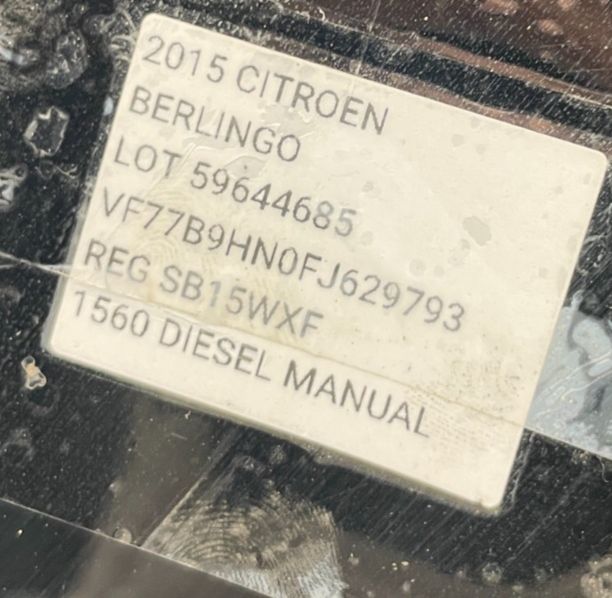 2015 CITROEN
BERLINGO
LOT 59644685
VF77B9HN0FJ629793
REG SB15WXF
1560 DIESEL MANUAL